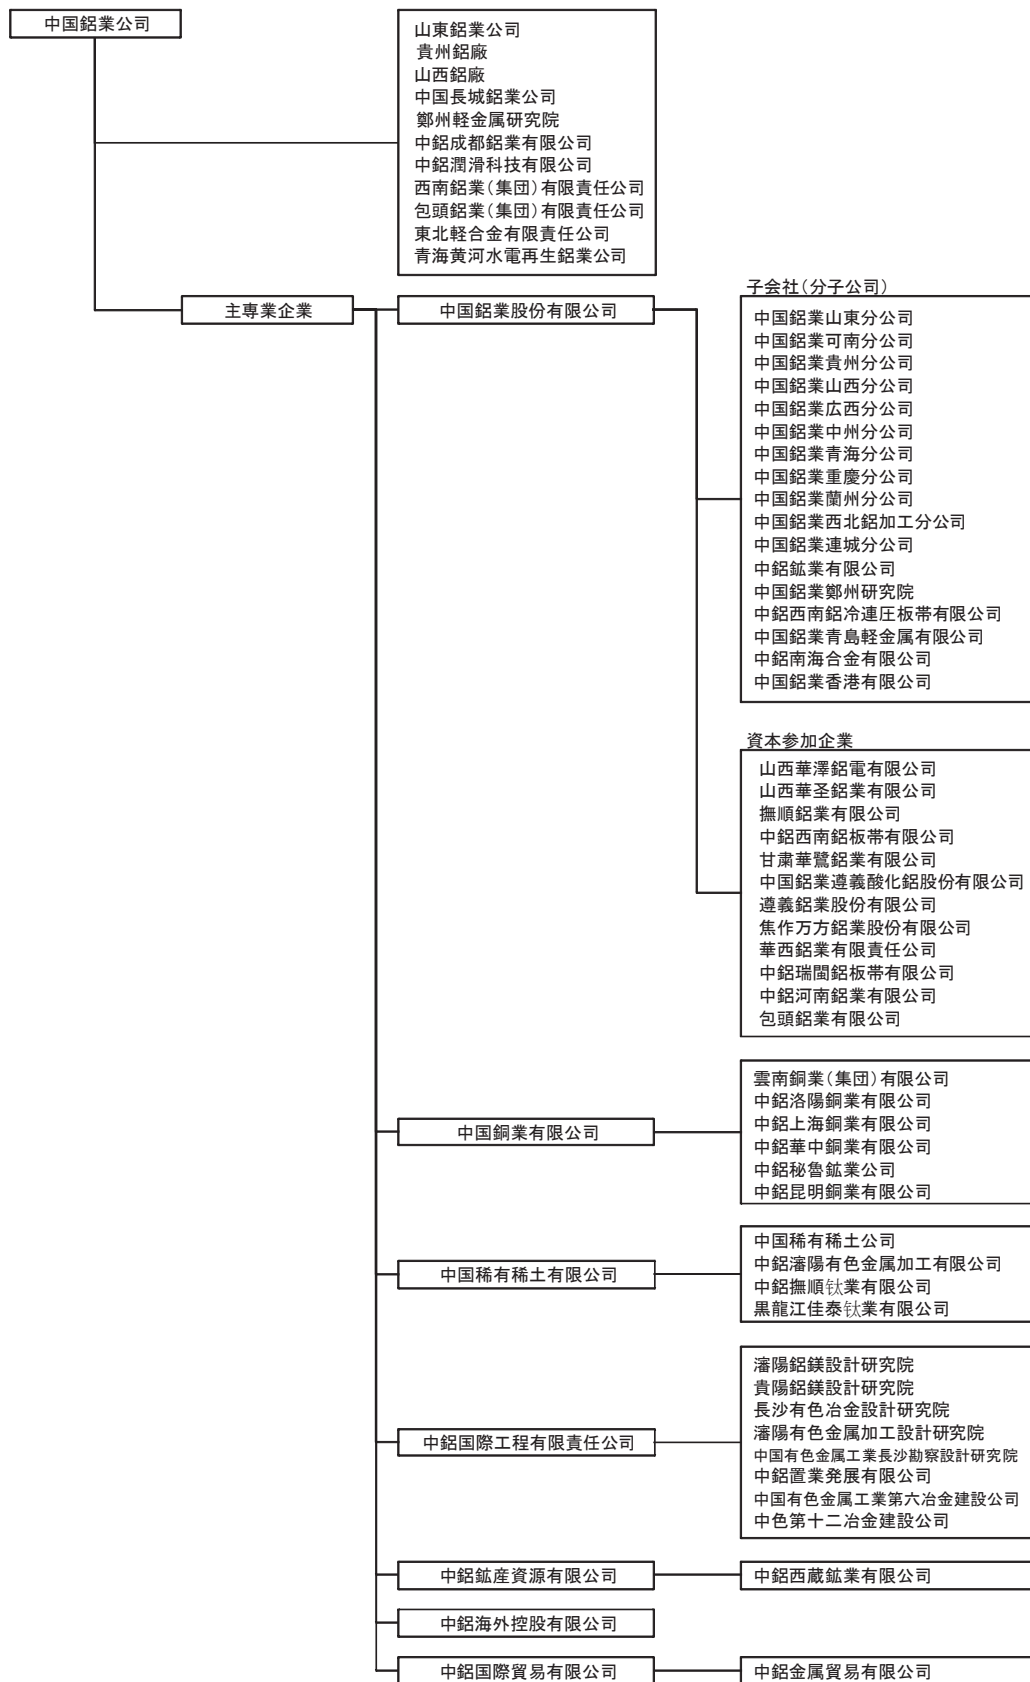 中国鋁業公司
山東鋁業公司
貴州鋁廠
山西鋁廠
中国長城鋁業公司
鄭州軽金属研究院
中鋁成都鋁業有限公司
中鋁潤滑科技有限公司
西南鋁業(集団)有限責任公司
包頭鋁業(集団)有限責任公司
東北軽合金有限責任公司
青海黄河水電再生鋁業公司
主専業企業
中国鋁業股份有限公司
子会社(分子公司)
中国鋁業山東分公司
中国鋁業可南分公司
中国鋁業貴州分公司
中国鋁業山西分公司
中国鋁業広西分公司
中国鋁業中州分公司
中国鋁業青海分公司
中国鋁業重慶分公司
中国鋁業蘭州分公司
中国鋁業西北鋁加工分公司
中国鋁業連城分公司
中鋁鉱業有限公司
中国鋁業鄭州研究院
中鋁西南鋁冷連圧板帯有限公司
中国鋁業青島軽金属有限公司
中鋁南海合金有限公司
中国鋁業香港有限公司
資本参加企業
山西華澤鋁電有限公司
山西華圣鋁業有限公司
撫順鋁業有限公司
中鋁西南鋁板帯有限公司
甘粛華鷺鋁業有限公司
中国鋁業遵義酸化鋁股份有限公司
遵義鋁業股份有限公司
焦作万方鋁業股份有限公司
華西鋁業有限責任公司
中鋁瑞閩鋁板帯有限公司
中鋁河南鋁業有限公司
包頭鋁業有限公司
中国銅業有限公司
雲南銅業(集団)有限公司
中鋁洛陽銅業有限公司
中鋁上海銅業有限公司
中鋁華中銅業有限公司
中鋁秘魯鉱業公司
中鋁昆明銅業有限公司
中国稀有稀土有限公司
中国稀有稀土公司
中鋁瀋陽有色金属加工有限公司
中鋁撫順钛業有限公司
黒龍江佳泰钛業有限公司
中鋁国際工程有限責任公司
瀋陽鋁鎂設計研究院
貴陽鋁鎂設計研究院
長沙有色冶金設計研究院
瀋陽有色金属加工設計研究院
中国有色金属工業長沙勘察設計研究院
中鋁置業発展有限公司
中国有色金属工業第六冶金建設公司
中色第十二冶金建設公司
中鋁鉱産資源有限公司
中鋁西蔵鉱業有限公司
中鋁海外控股有限公司
中鋁国際貿易有限公司
中鋁金属貿易有限公司